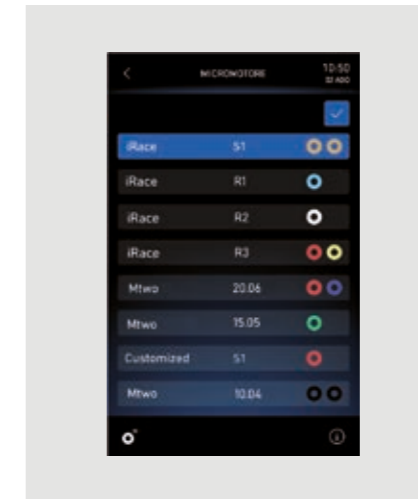 MICROMOTORE 10:50
iRace S1
iRace R1
iRace R2
iRace R3
Mtwo 20.06
Mtwo 15.05
Customized S1
Mtwo 10.04